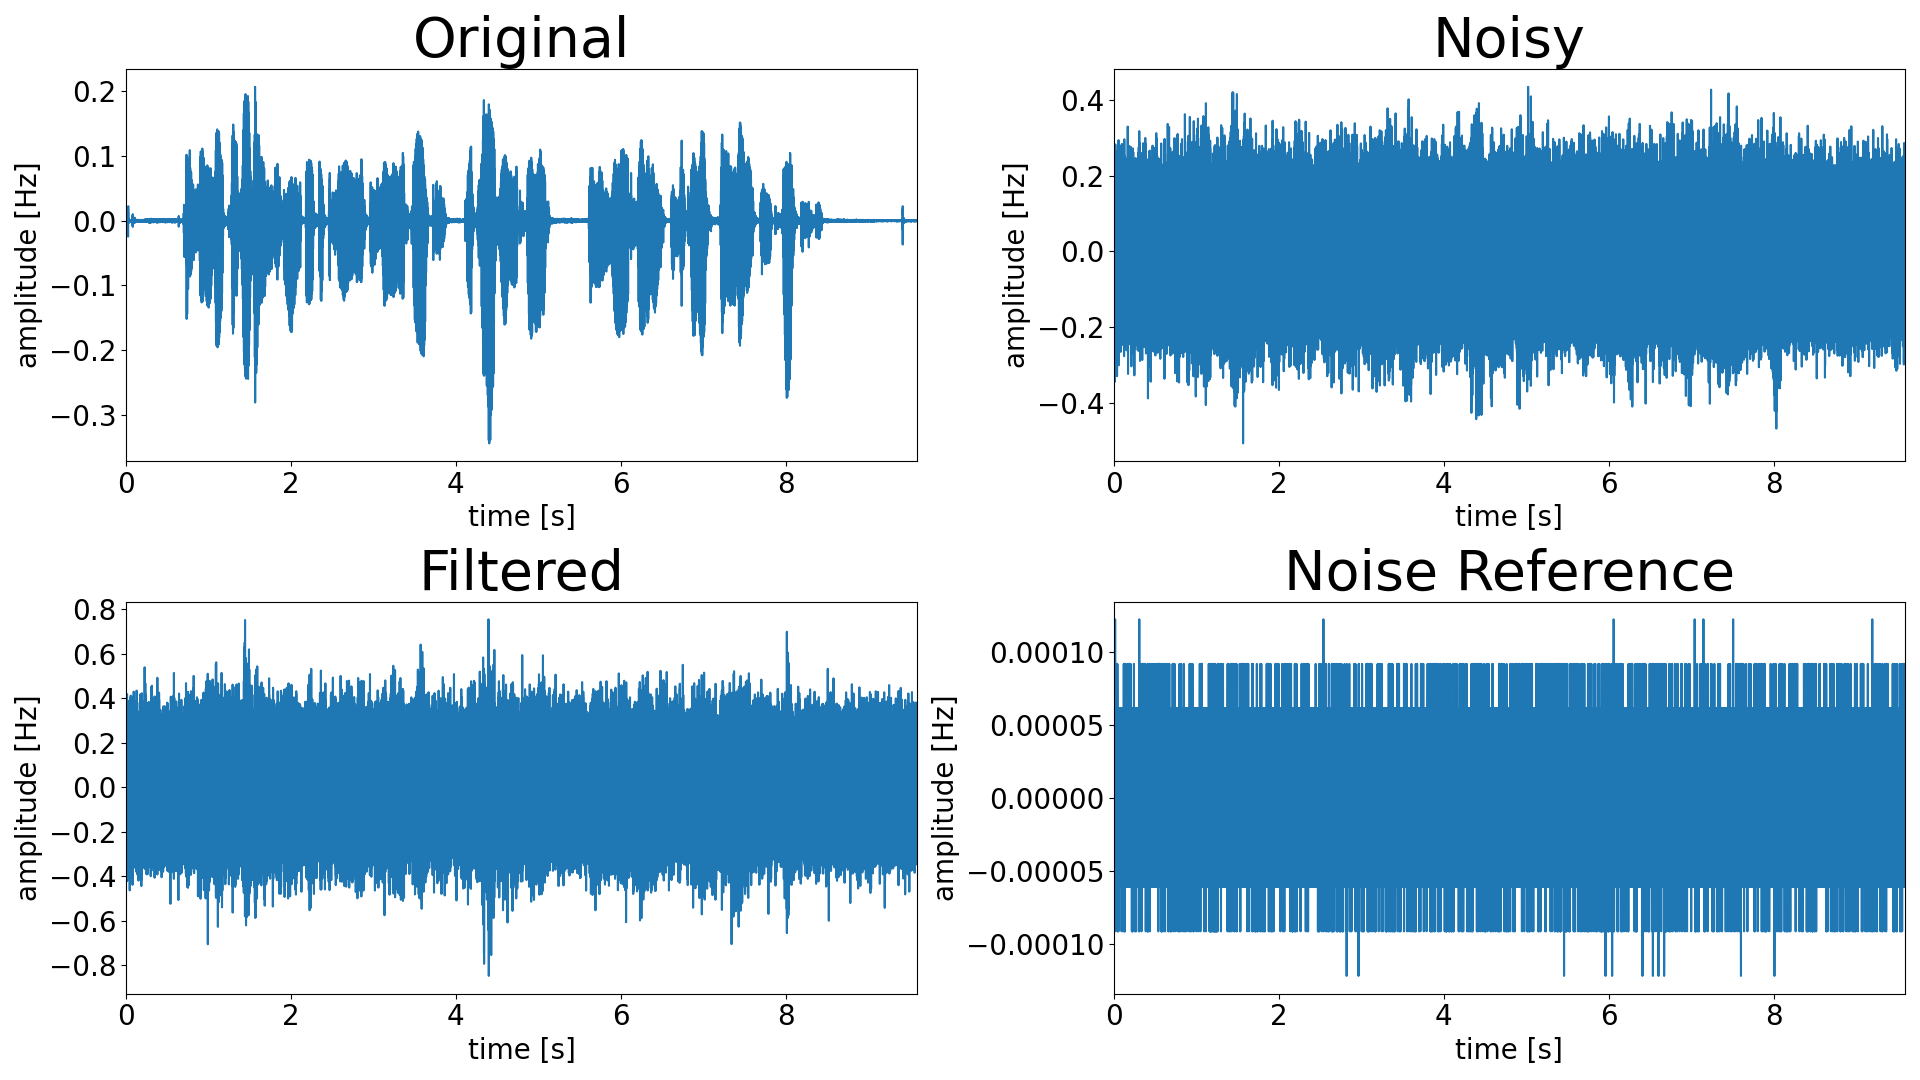 Original
0.2
0.1
0.0
−0.1
−0.2
−0.3
amplitude [Hz]
0 2 4 6 8
time [s]
Noisy
0.4
0.2
0.0
−0.2
−0.4
amplitude [Hz]
0 2 4 6 8
time [s]
Filtered
0.8
0.6
0.4
0.2
0.0
−0.2
−0.4
−0.6
−0.8
amplitude [Hz]
0 2 4 6 8
time [s]
Noise Reference
0.00010
0.00005
0.00000
−0.00005
−0.00010
amplitude [Hz]
0 2 4 6 8
time [s]